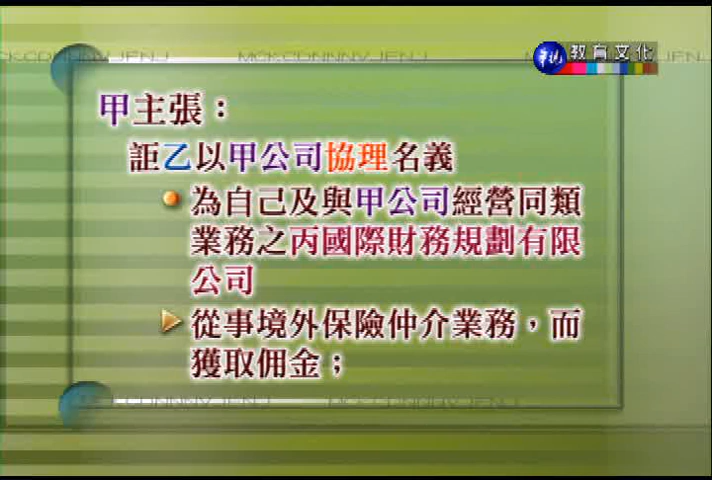 華視 教育文化
甲主張：
詎乙以甲公司協理名義
為自己及與甲公司經營同類
業務之丙國際財務規劃有限
公司
從事境外保險仲介業務，而
獲取佣金；